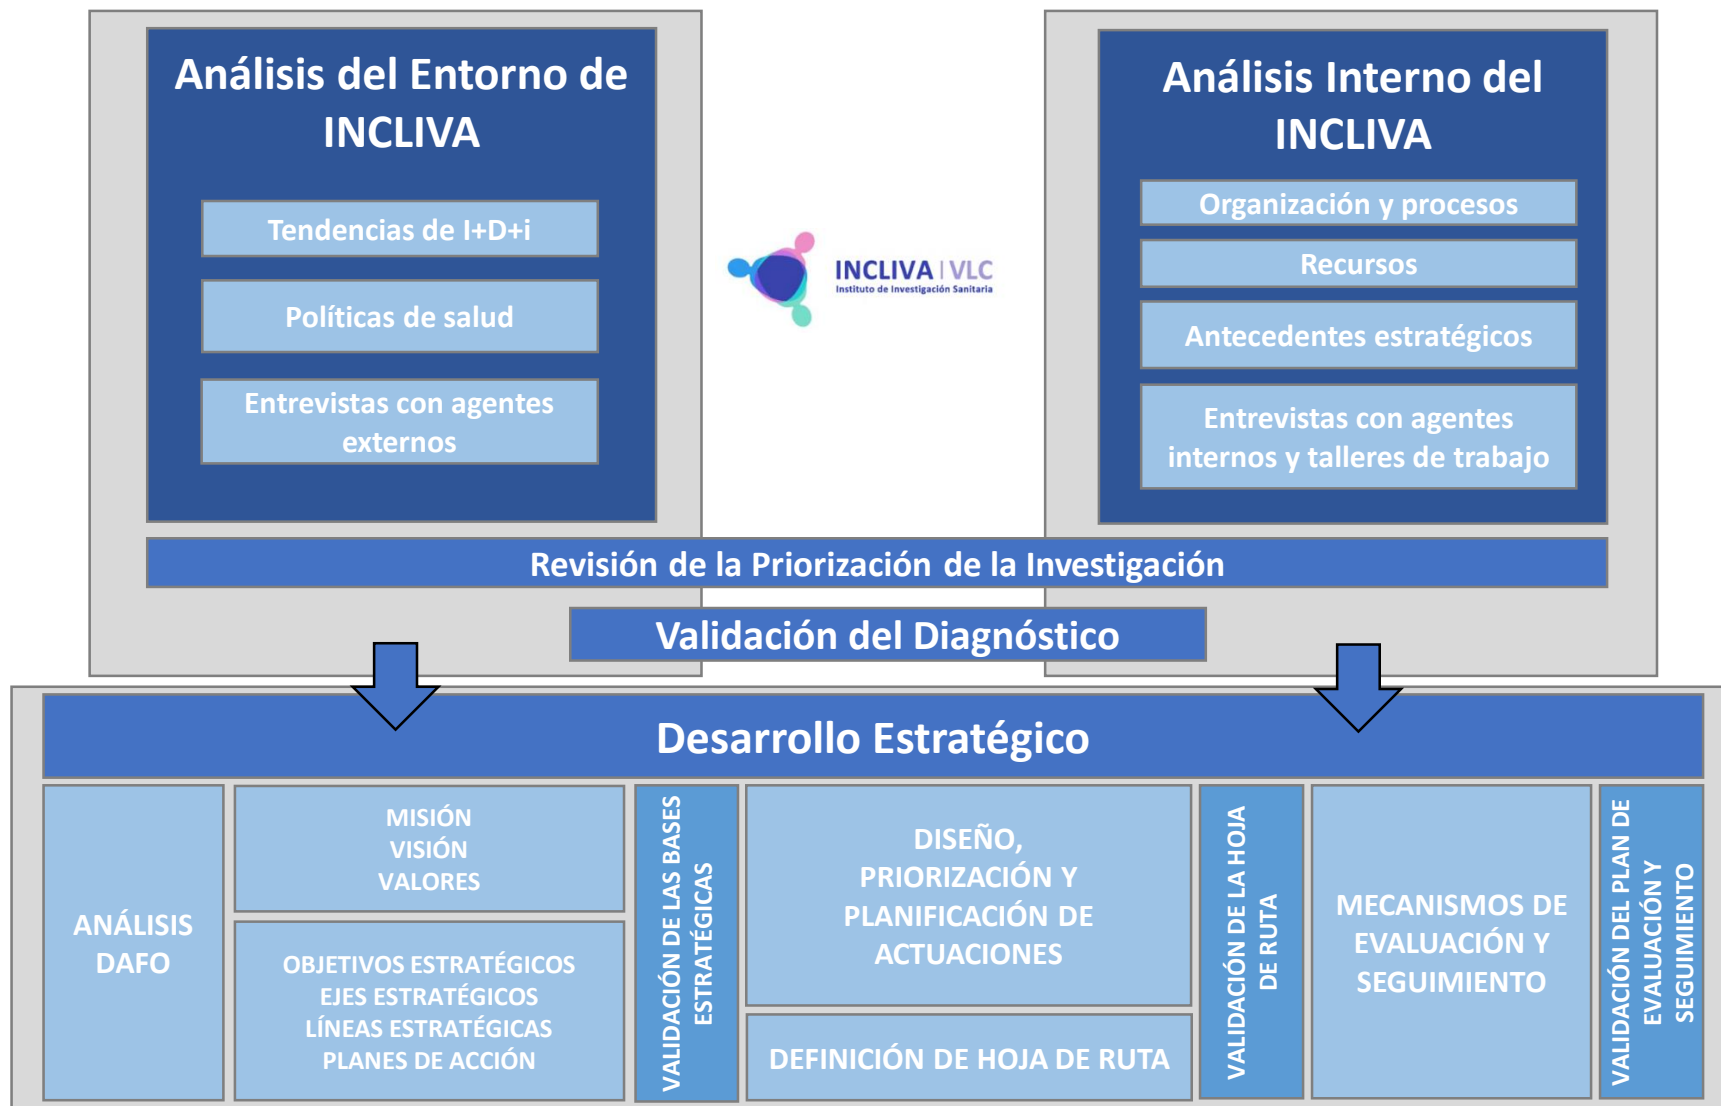 Análisis del Entorno de
INCLIVA
Tendencias de I+D+i
Políticas de salud
Entrevistas con agentes
externos
INCLIVA | VLC
Instituto de Investigación Sanitaria
Análisis Interno del
INCLIVA
Organización y procesos
Recursos
Antecedentes estratégicos
Entrevistas con agentes
internos y talleres de trabajo
Revisión de la Priorización de la Investigación
Validación del Diagnóstico
Desarrollo Estratégico
ANÁLISIS
DAFO
MISIÓN
VISIÓN
VALORES
OBJETIVOS ESTRATÉGICOS
EJES ESTRATÉGICOS
LÍNEAS ESTRATÉGICAS
PLANES DE ACCIÓN
VALIDACIÓN DE LAS BASES
ESTRATÉGICAS
DISEÑO,
PRIORIZACIÓN Y
PLANIFICACIÓN DE
ACTUACIONES
DEFINICIÓN DE HOJA DE RUTA
VALIDACIÓN DE LA HOJA
DE RUTA
MECANISMOS DE
EVALUACIÓN Y
SEGUIMIENTO
VALIDACIÓN DEL PLAN DE
EVALUACIÓN Y
SEGUIMIENTO